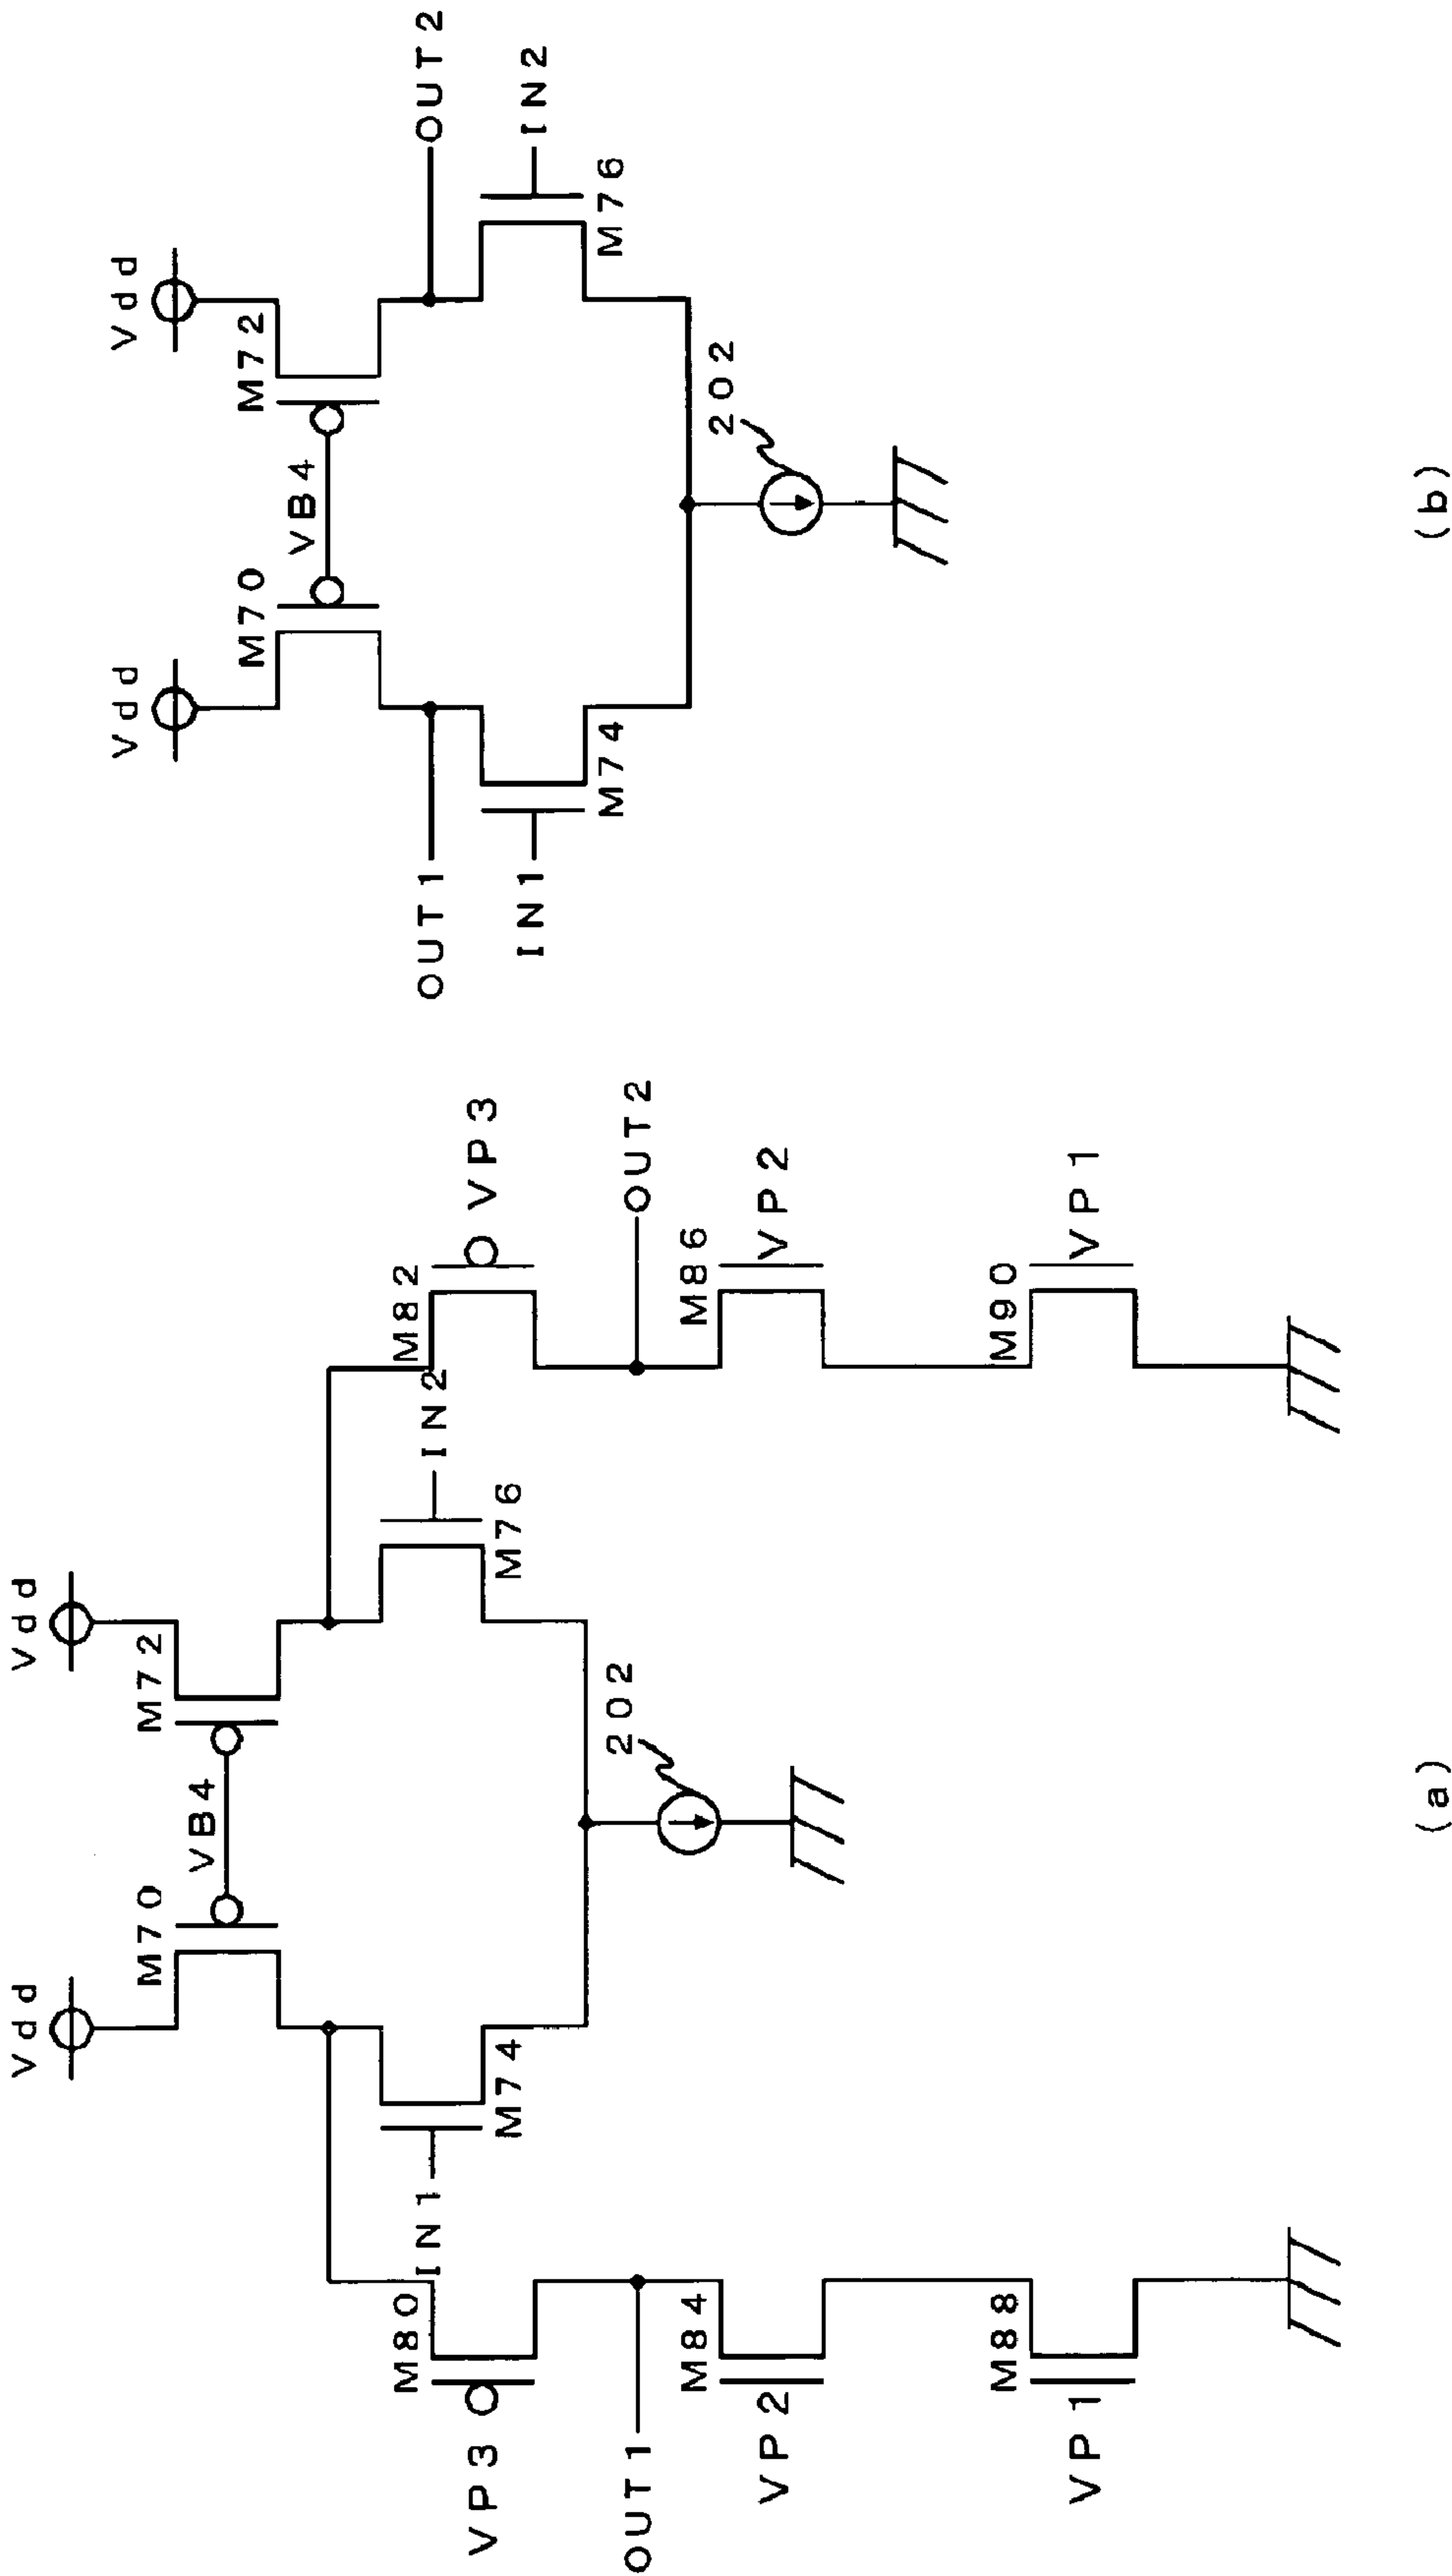 Vdd Vdd
M70 VB4 M72
IN1 M74 M76 IN2
202
VP3 M80 M82 VP3
OUT1 OUT2
VP2 M84 M86 VP2
VP1 M88 M90 VP1
(a)
Vdd Vdd
M70 VB4 M72
OUT1 OUT2
IN1 M74 M76 IN2
202
(b)